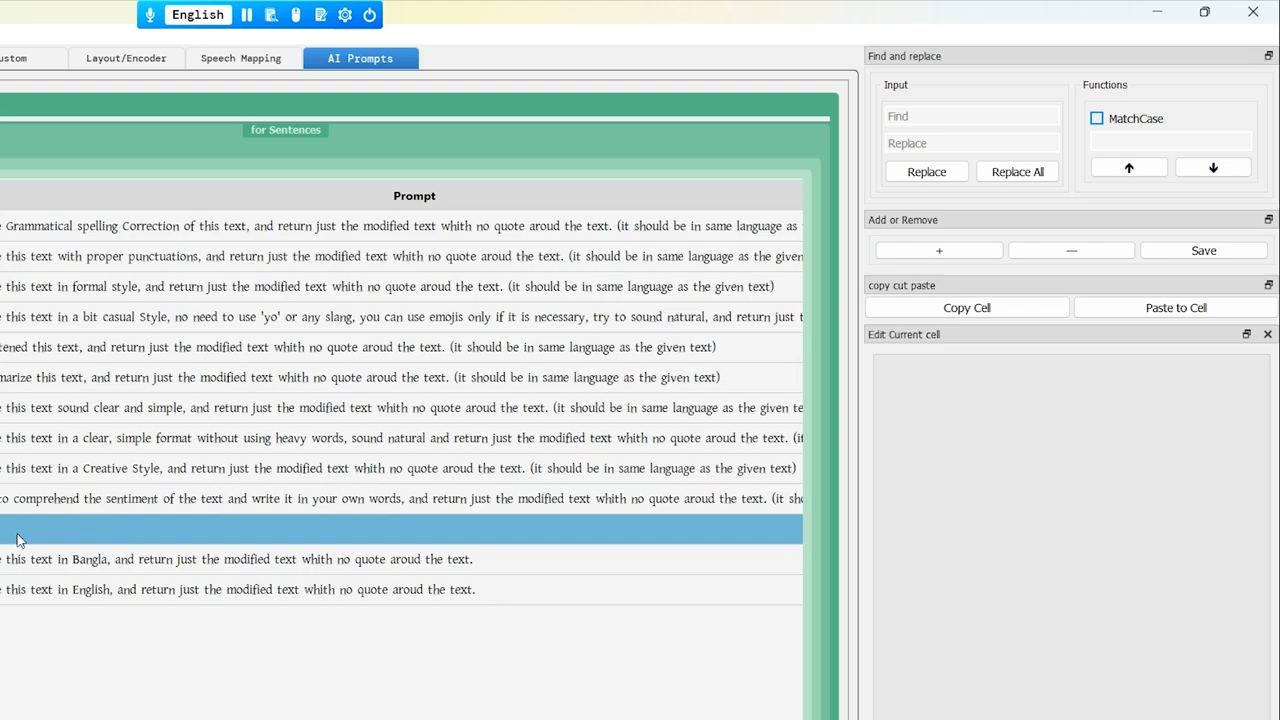 English
ustom
Layout/Encoder
Speech Mapping
AI Prompts
for Sentences
Prompt
Grammatical spelling Correction of this text, and return just the modified text whith no quote aroud the text. (it should be in same language as
this text with proper punctuations, and return just the modified text whith no quote aroud the text. (it should be in same language as the given
this text in formal style, and return just the modified text whith no quote aroud the text. (it should be in same language as the given text)
this text in a bit casual Style, no need to use 'yo' or any slang, you can use emojis only if it is necessary, try to sound natural, and return just t
tened this text, and return just the modified text whith no quote aroud the text. (it should be in same language as the given text)
marize this text, and return just the modified text whith no quote aroud the text. (it should be in same language as the given text)
this text sound clear and simple, and return just the modified text whith no quote aroud the text. (it should be in same language as the given te
this text in a clear, simple format without using heavy words, sound natural and return just the modified text whith no quote aroud the text. (it
this text in a Creative Style, and return just the modified text whith no quote aroud the text. (it should be in same language as the given text)
to comprehend the sentiment of the text and write it in your own words, and return just the modified text whith no quote aroud the text. (it sho
this text in Bangla, and return just the modified text whith no quote aroud the text.
this text in English, and return just the modified text whith no quote aroud the text.
Find and replace
Input
Functions
Find
MatchCase
Replace
Replace
Replace All
Add or Remove
+
—
Save
copy cut paste
Copy Cell
Paste to Cell
Edit Current cell